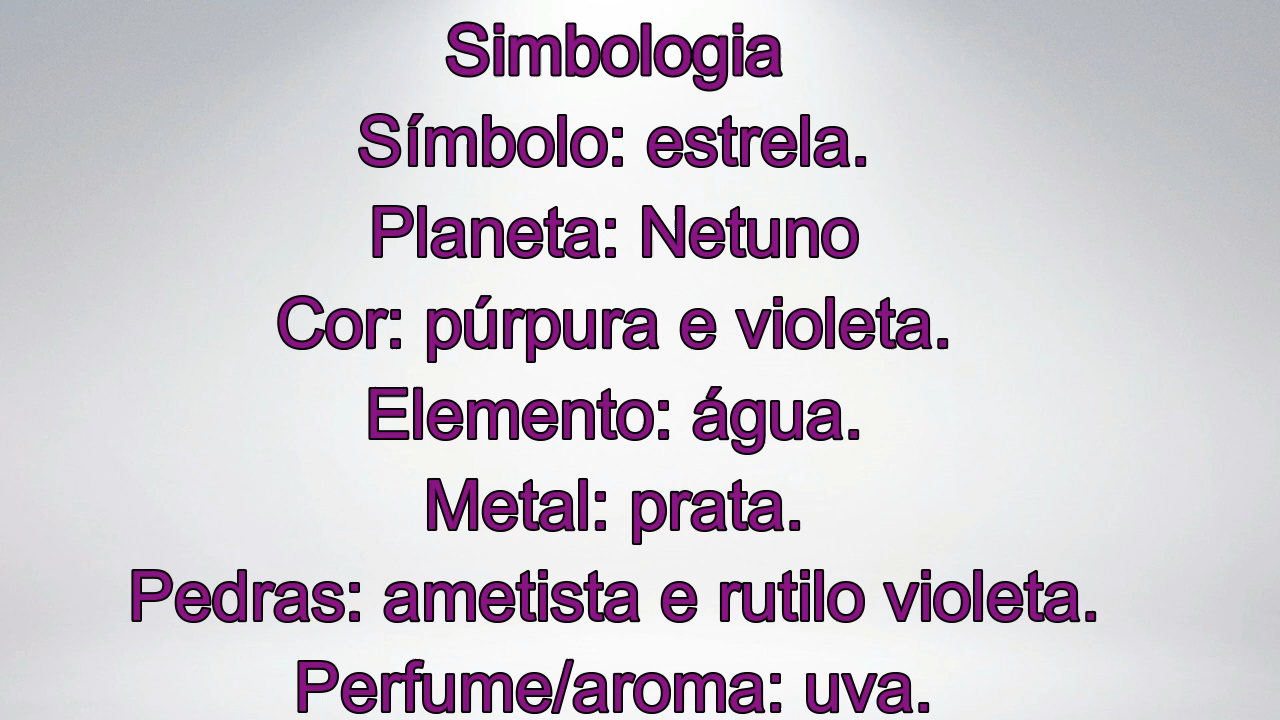 Simbologia
Símbolo: estrela.
Planeta: Netuno
Cor: púrpura e violeta.
Elemento: água.
Metal: prata.
Pedras: ametista e rutilo violeta.
Perfume/aroma: uva.